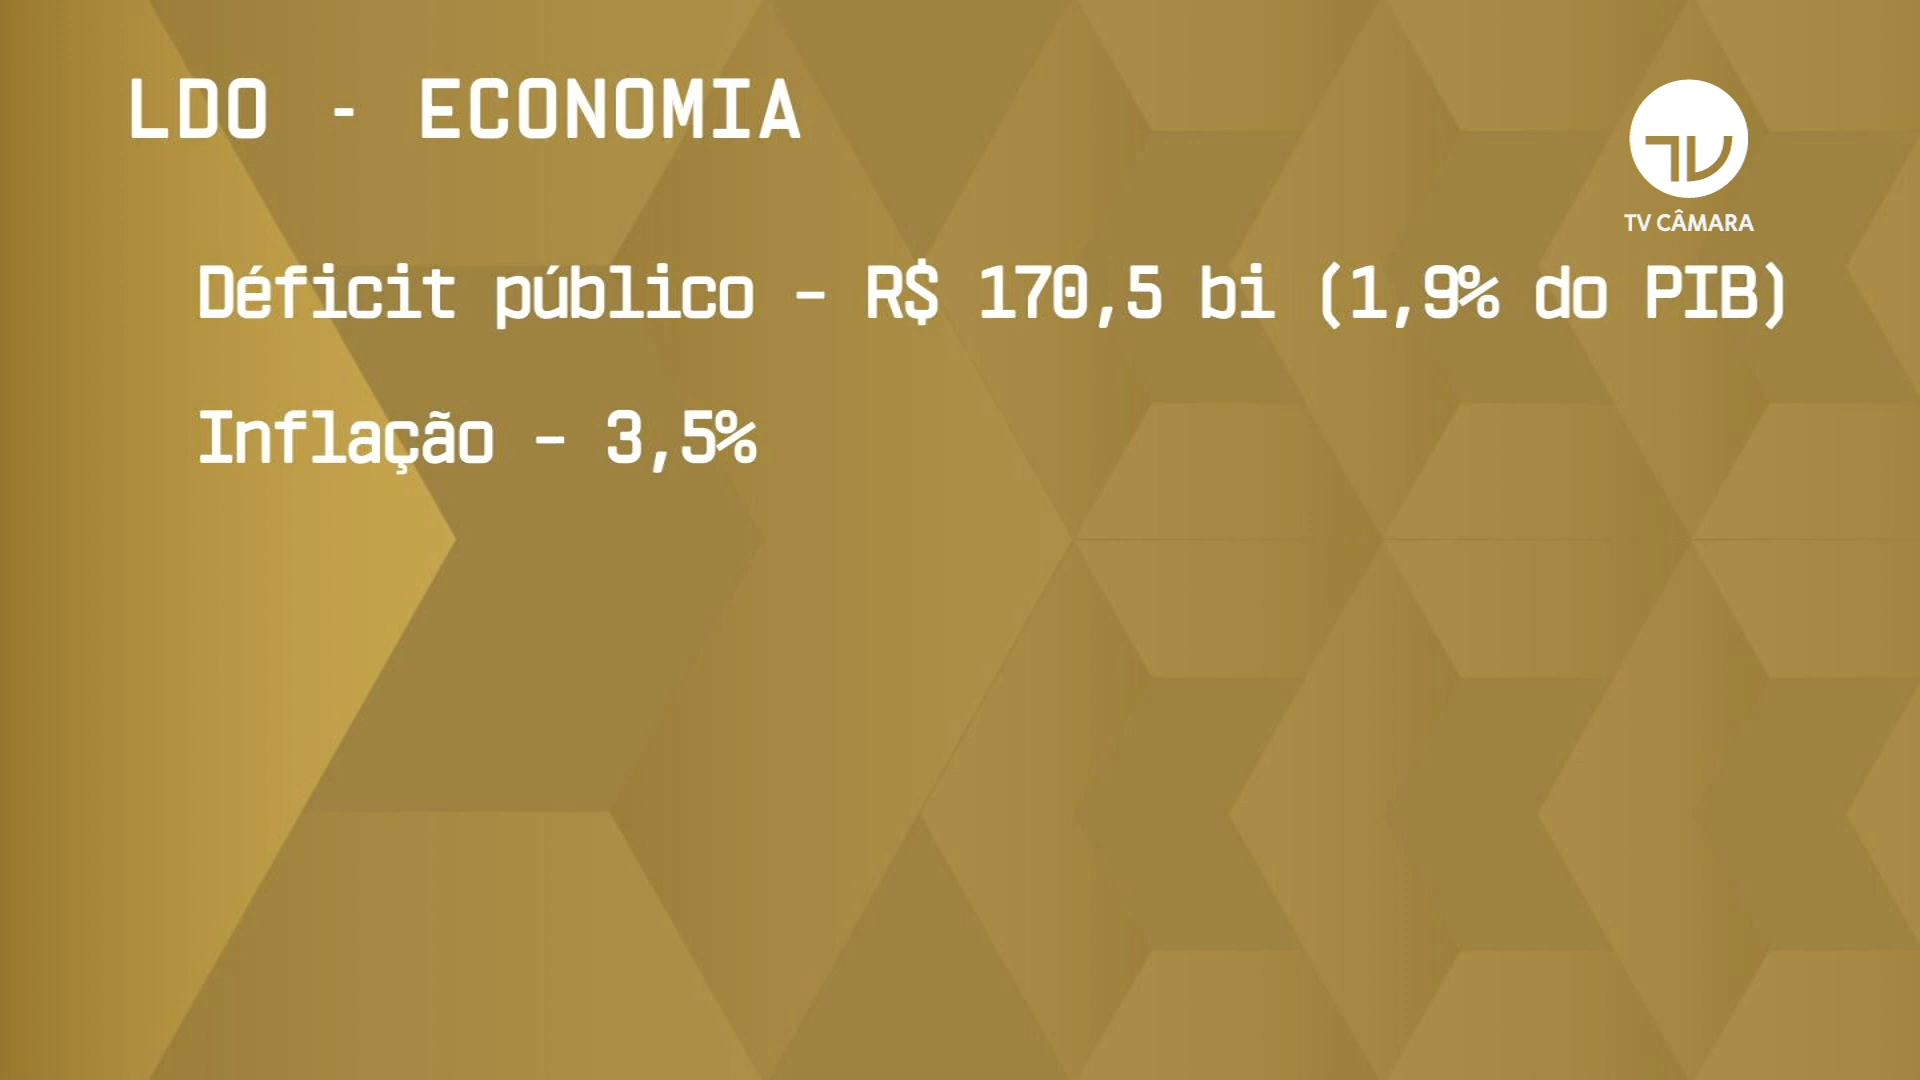 LDO - ECONOMIA
TV CÂMARA
Déficit público – R$ 170,5 bi (1,9% do PIB)
Inflação – 3,5%